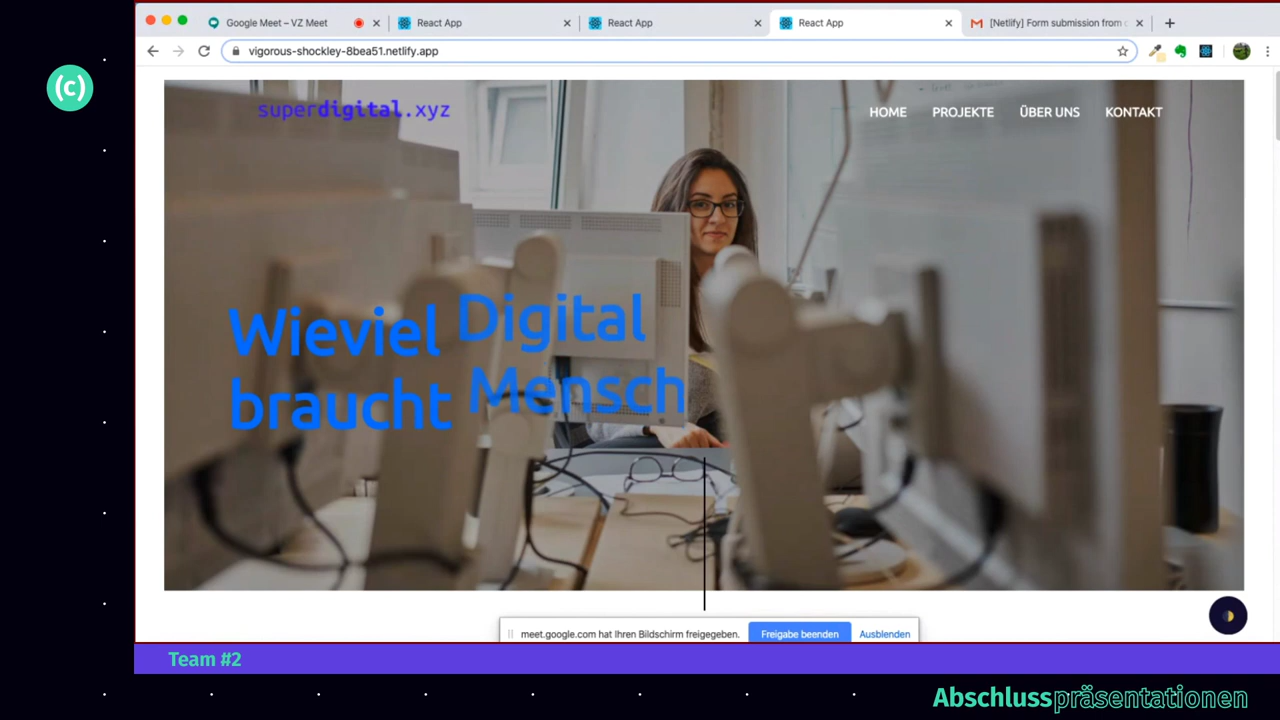 Google Meet – VZ Meet
React App
React App
React App
[Netlify] Form submission from
vigorous-shockley-8bea51.netlify.app
(c)
superdigital.xyz
HOME PROJEKTE ÜBER UNS KONTAKT
Wieviel Digital
braucht Mensch
meet.google.com hat Ihren Bildschirm freigegeben. Freigabe beenden Ausblenden
Team #2
Abschlusspräsentationen